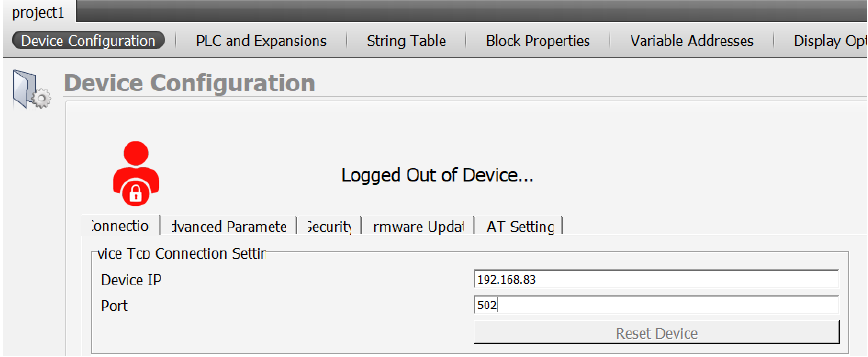 project1
Device Configuration PLC and Expansions String Table Block Properties Variable Addresses Display Opt
Device Configuration
Logged Out of Device...
onnectio dvanced Paramete Security rmware Updat AT Setting
vice Tcp Connection Settir
Device IP 192.168.83
Port 502
Reset Device